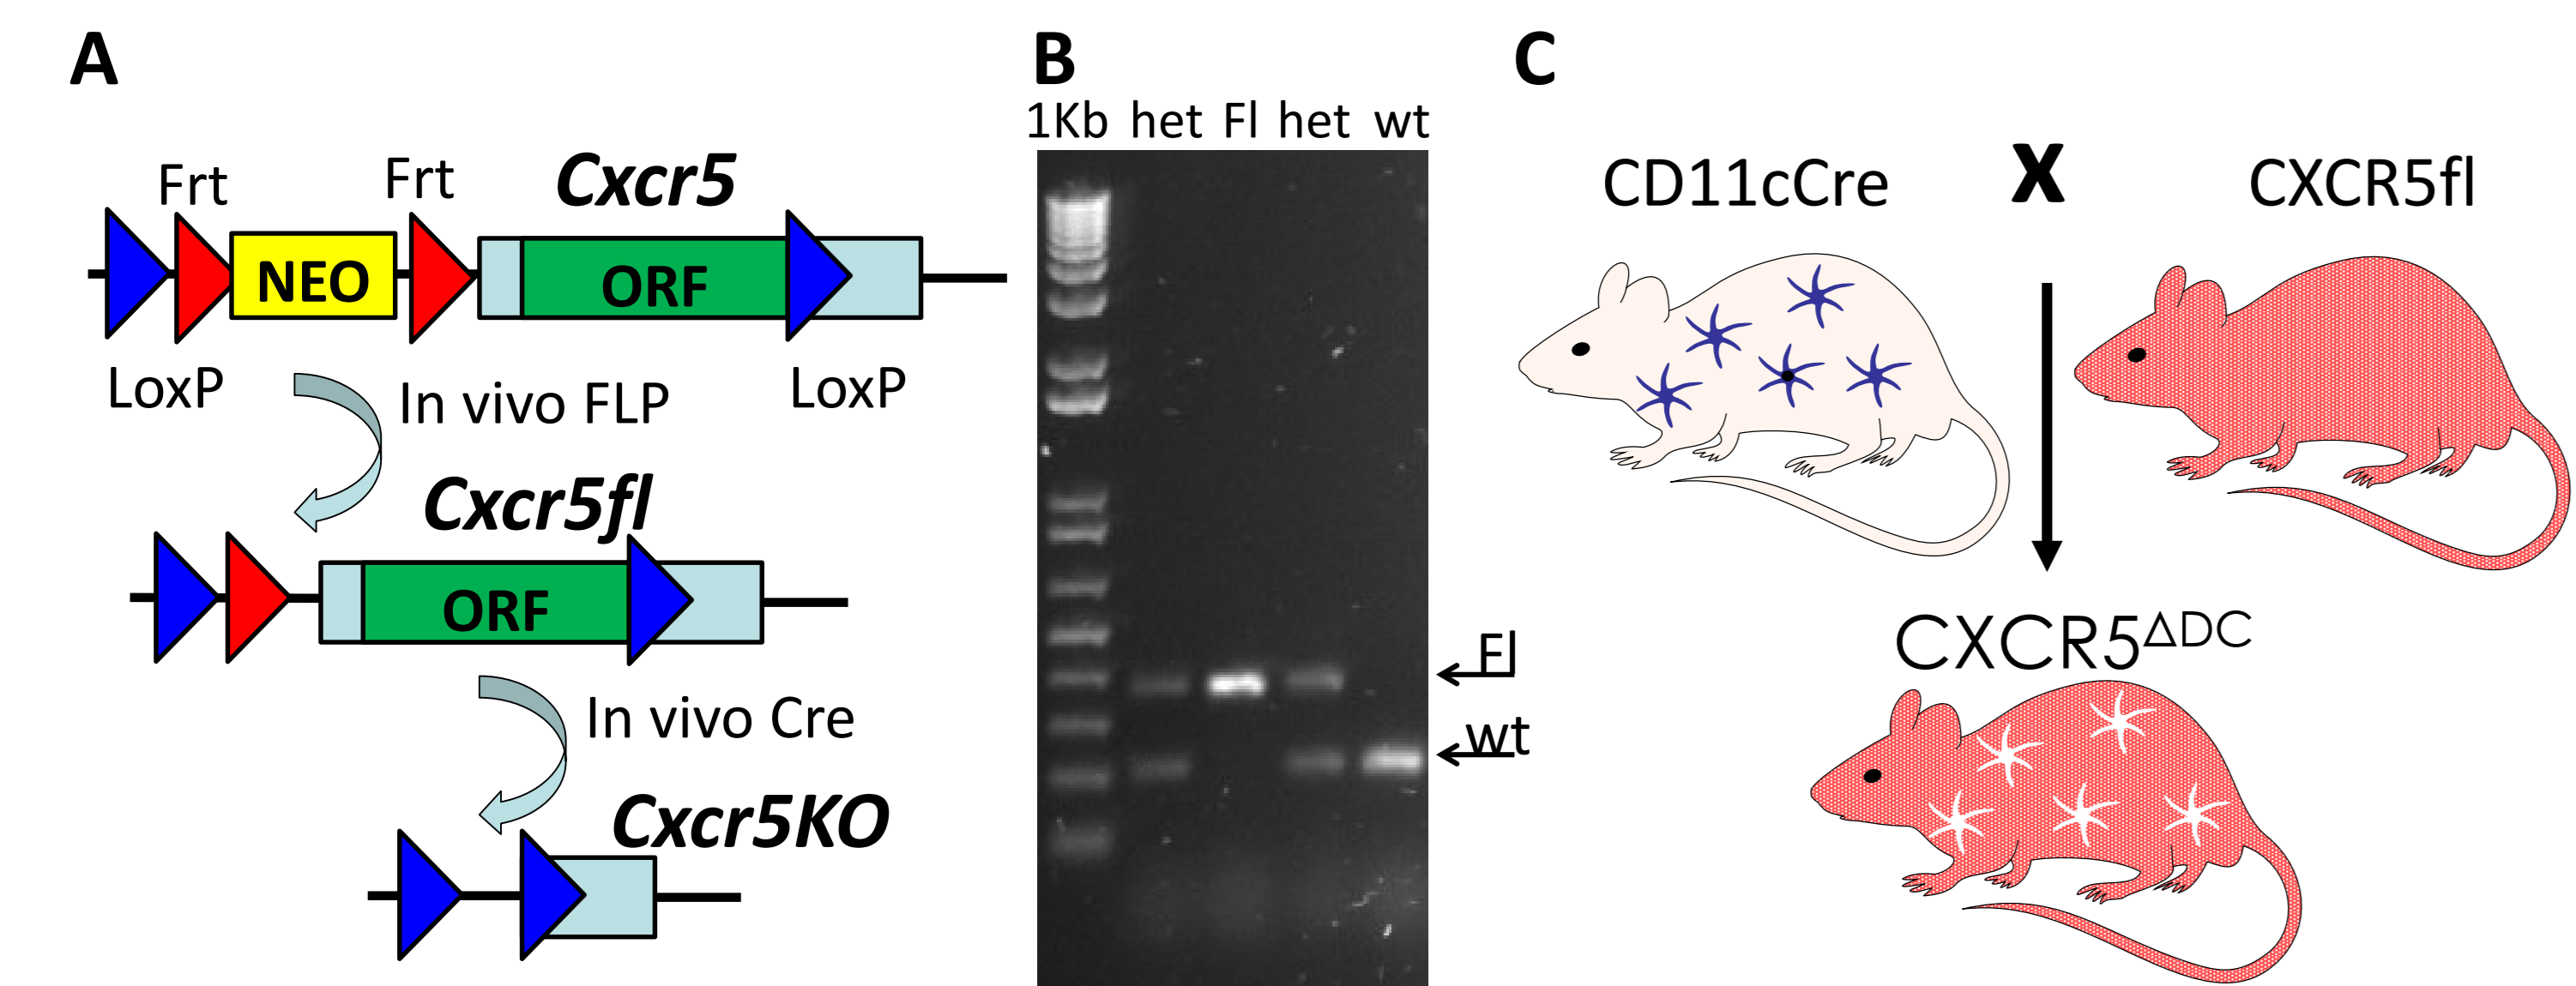 A
Frt
Frt
Cxcr5
NEO
ORF
LoxP
LoxP
In vivo FLP
Cxcr5fl
ORF
In vivo Cre
Cxcr5KO
B
1Kb het Fl het wt
Fl
wt
C
CD11cCre X CXCR5fl
CXCR5ΔDC